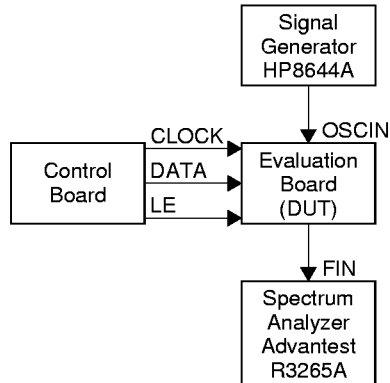 Signal
Generator
HP8644A
OSCIN
CLOCK
DATA
LE
Control
Board
Evaluation
Board
(DUT)
FIN
Spectrum
Analyzer
Advantest
R3265A